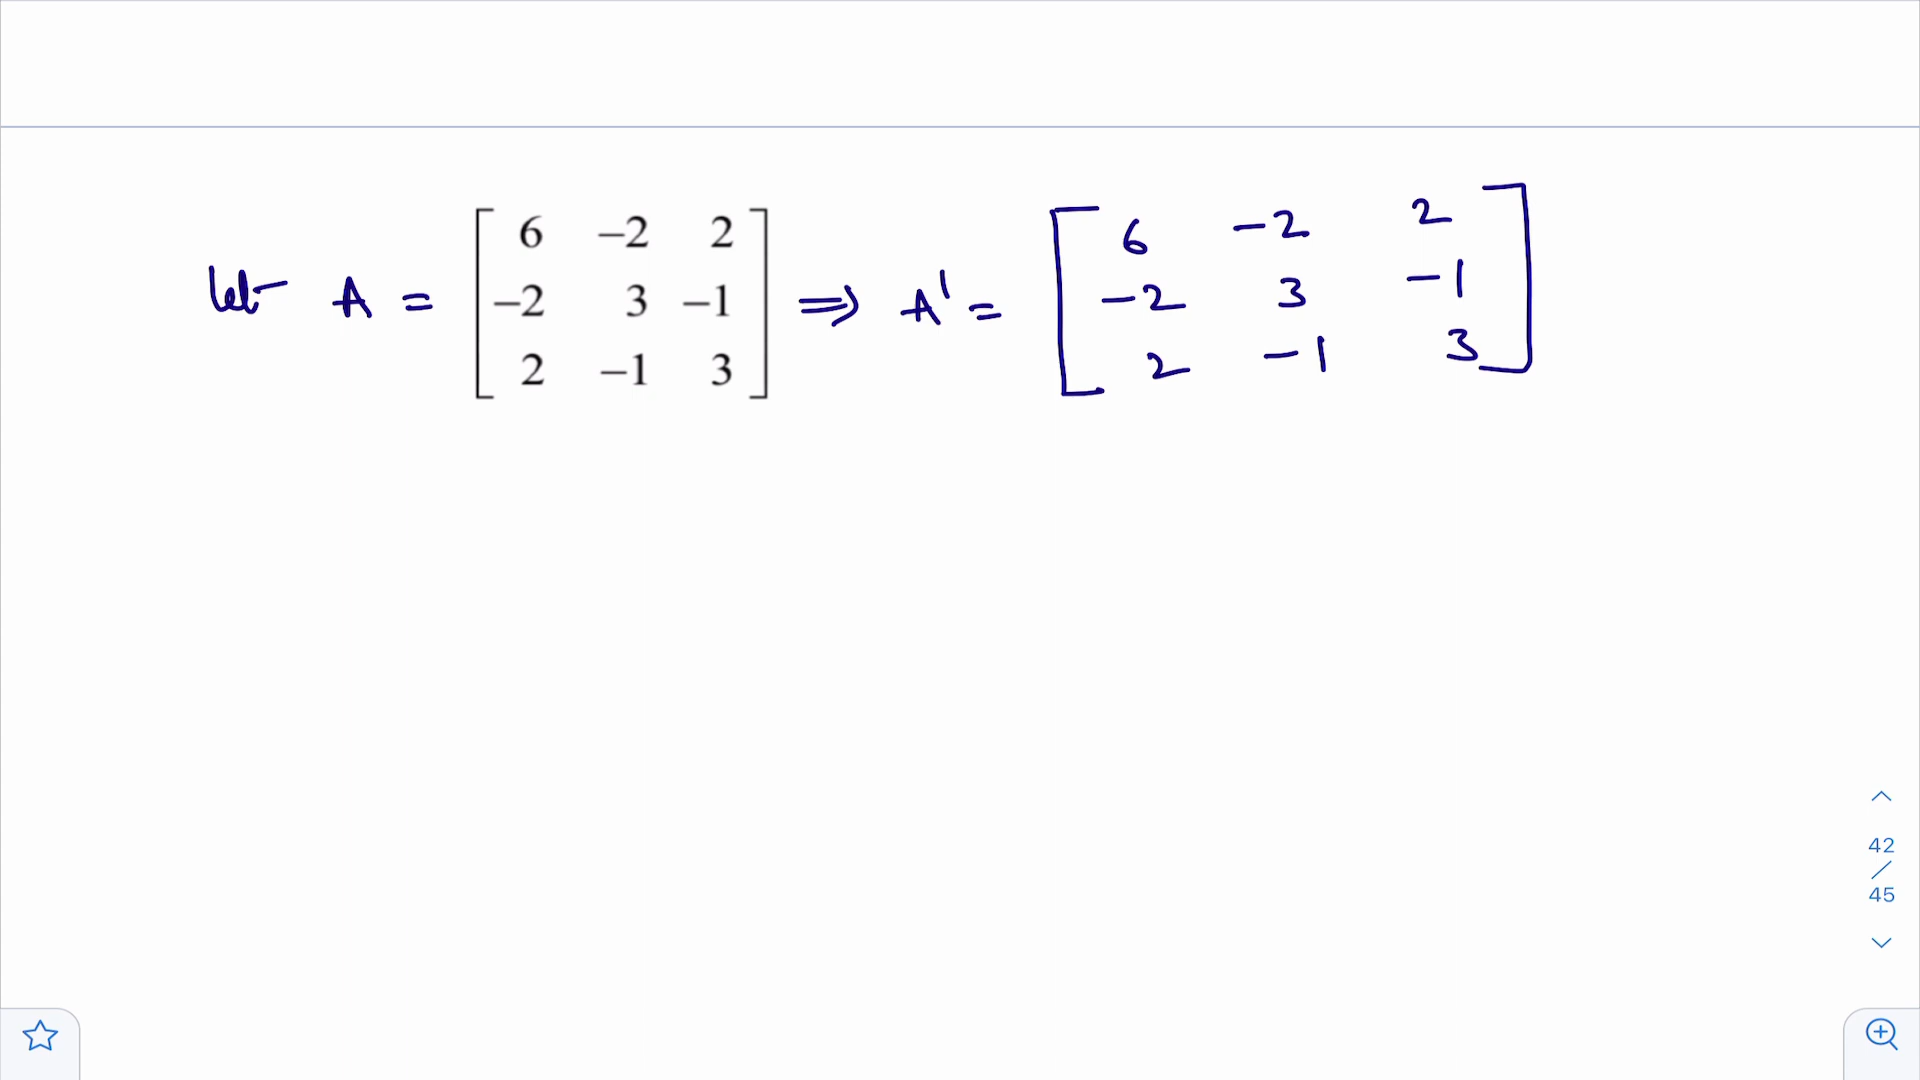 let A = [ 6 −2 2 ] ⇒ A' = [ 6 −2 2 ]
[ −2 3 −1 ] [ −2 3 −1 ]
[ 2 −1 3 ] [ 2 −1 3 ]
42
/
45